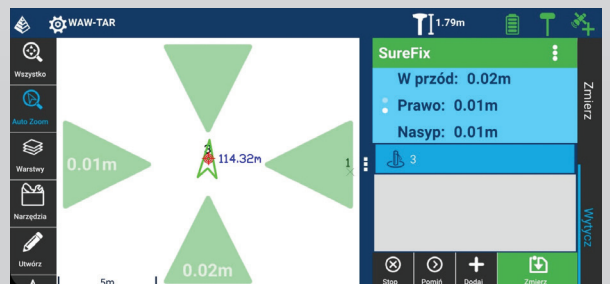 WAW-TAR
1.79m
Wszystko
Auto Zoom
Warstwy
Narzędzia
Utwórz
3
114.32m
0.01m
1
0.02m
5m
SureFix
W przód: 0.02m
Prawo: 0.01m
Nasyp: 0.01m
3
Stop
Pomiń
Dodaj
Zmierz
Zmierz
Wytycz